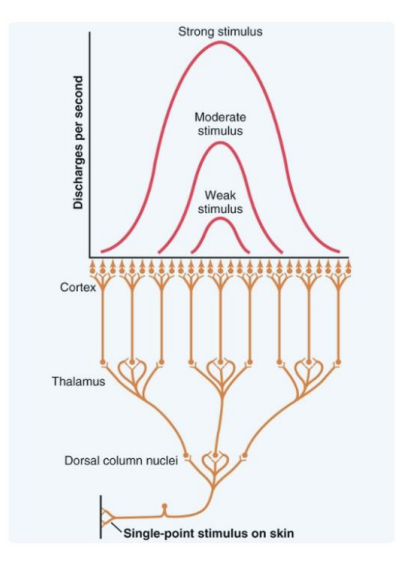 Strong stimulus
Discharges per second
Moderate
stimulus
Weak
stimulus
Cortex
Thalamus
Dorsal column nuclei
Single-point stimulus on skin